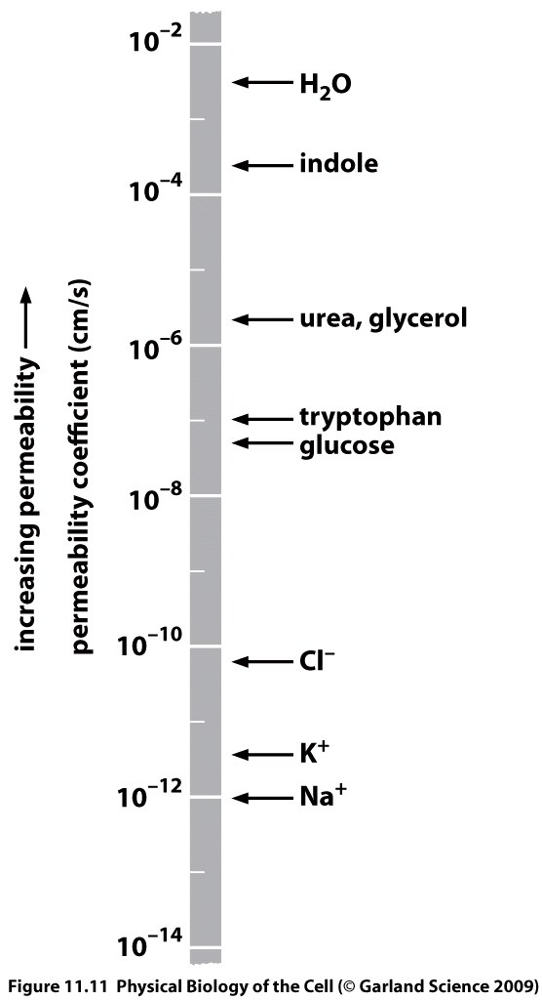 10⁻²
H₂O
indole
10⁻⁴
urea, glycerol
10⁻⁶
tryptophan
glucose
10⁻⁸
10⁻¹⁰
Cl⁻
K⁺
10⁻¹²
Na⁺
10⁻¹⁴
increasing permeability
permeability coefficient (cm/s)
Figure 11.11 Physical Biology of the Cell (© Garland Science 2009)